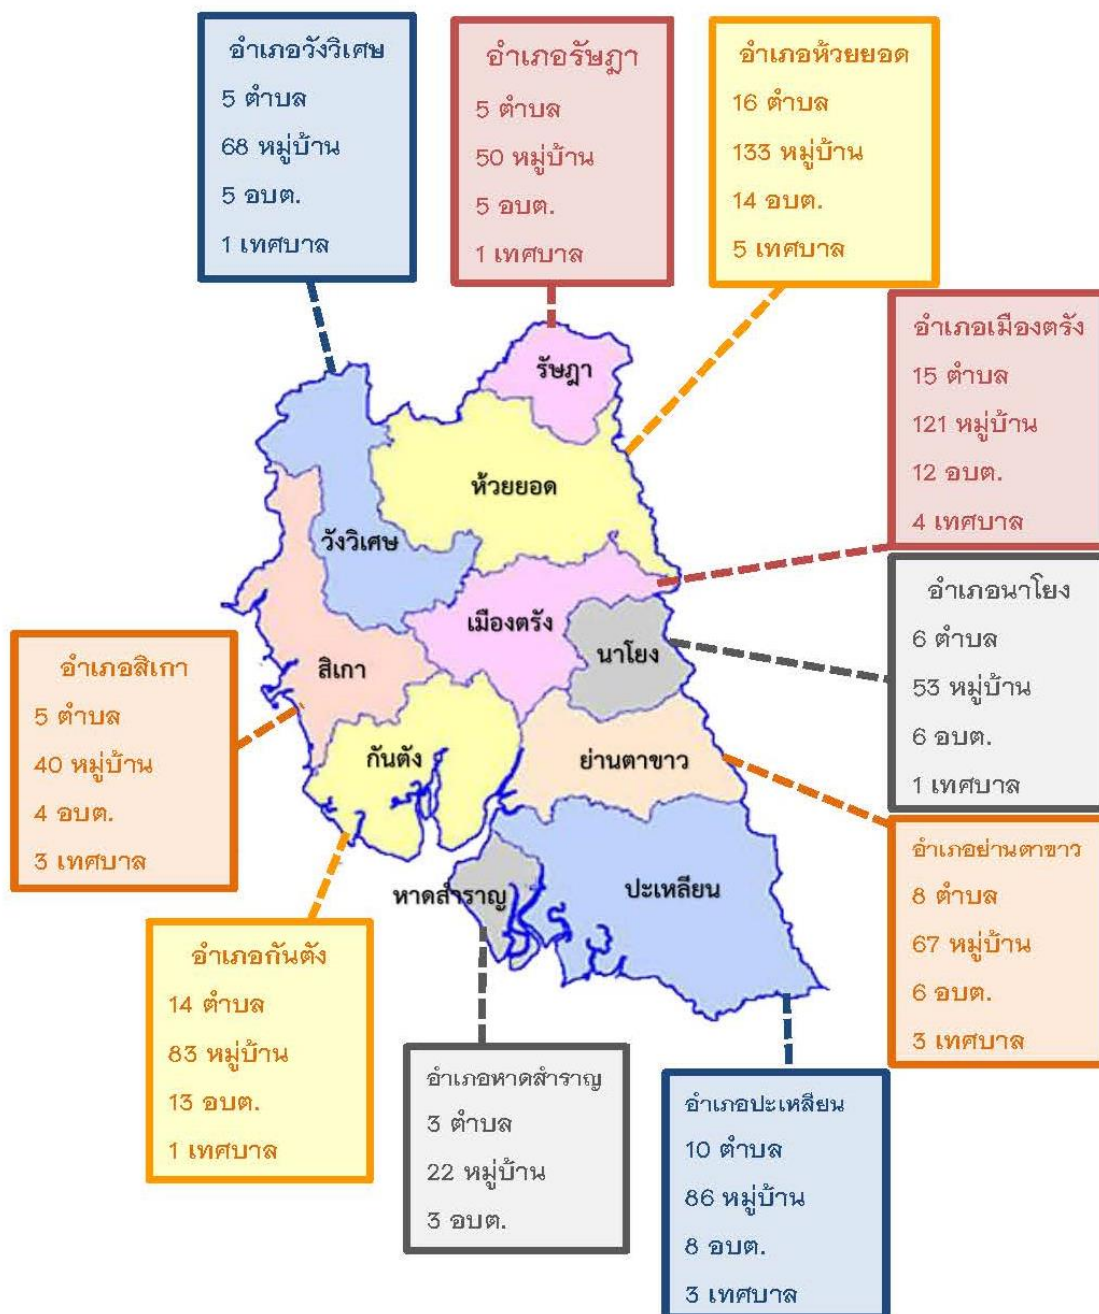 อำเภอวังวิเศษ
5 ตำบล
68 หมู่บ้าน
5 อบต.
1 เทศบาล
อำเภอรัษฎา
5 ตำบล
50 หมู่บ้าน
5 อบต.
1 เทศบาล
อำเภอห้วยยอด
16 ตำบล
133 หมู่บ้าน
14 อบต.
5 เทศบาล
อำเภอเมืองตรัง
15 ตำบล
121 หมู่บ้าน
12 อบต.
4 เทศบาล
รัษฎา
ห้วยยอด
วังวิเศษ
เมืองตรัง
นาโยง
สิเกา
กันตัง
ย่านตาขาว
หาดสำราญ
ปะเหลียน
อำเภอนาโยง
6 ตำบล
53 หมู่บ้าน
6 อบต.
1 เทศบาล
อำเภอสิเกา
5 ตำบล
40 หมู่บ้าน
4 อบต.
3 เทศบาล
อำเภอย่านตาขาว
8 ตำบล
67 หมู่บ้าน
6 อบต.
3 เทศบาล
อำเภอกันตัง
14 ตำบล
83 หมู่บ้าน
13 อบต.
1 เทศบาล
อำเภอหาดสำราญ
3 ตำบล
22 หมู่บ้าน
3 อบต.
อำเภอปะเหลียน
10 ตำบล
86 หมู่บ้าน
8 อบต.
3 เทศบาล